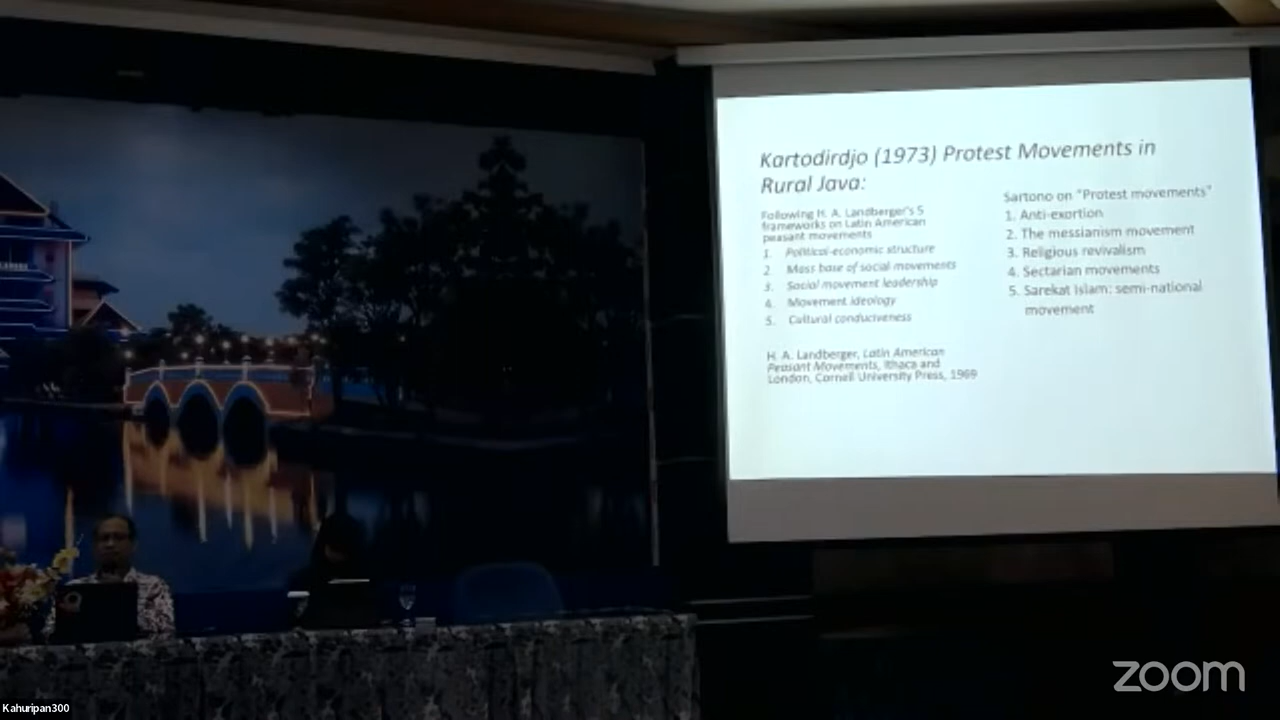 Kartodirdjo (1973) Protest Movements in
Rural Java:
Following H. A. Landberger's 5
frameworks on Latin American
peasant movements
1. Political-economic structure
2. Mass base of social movements
3. Social movement leadership
4. Movement ideology
5. Cultural conduciveness
H. A. Landberger, Latin American
Peasant Movements, Ithaca and
London, Cornell University Press, 1969
Sartono on "Protest movements"
1. Anti-exortion
2. The messianism movement
3. Religious revivalism
4. Sectarian movements
5. Sarekat Islam: semi-national
movement
zoom
Kahuripan300